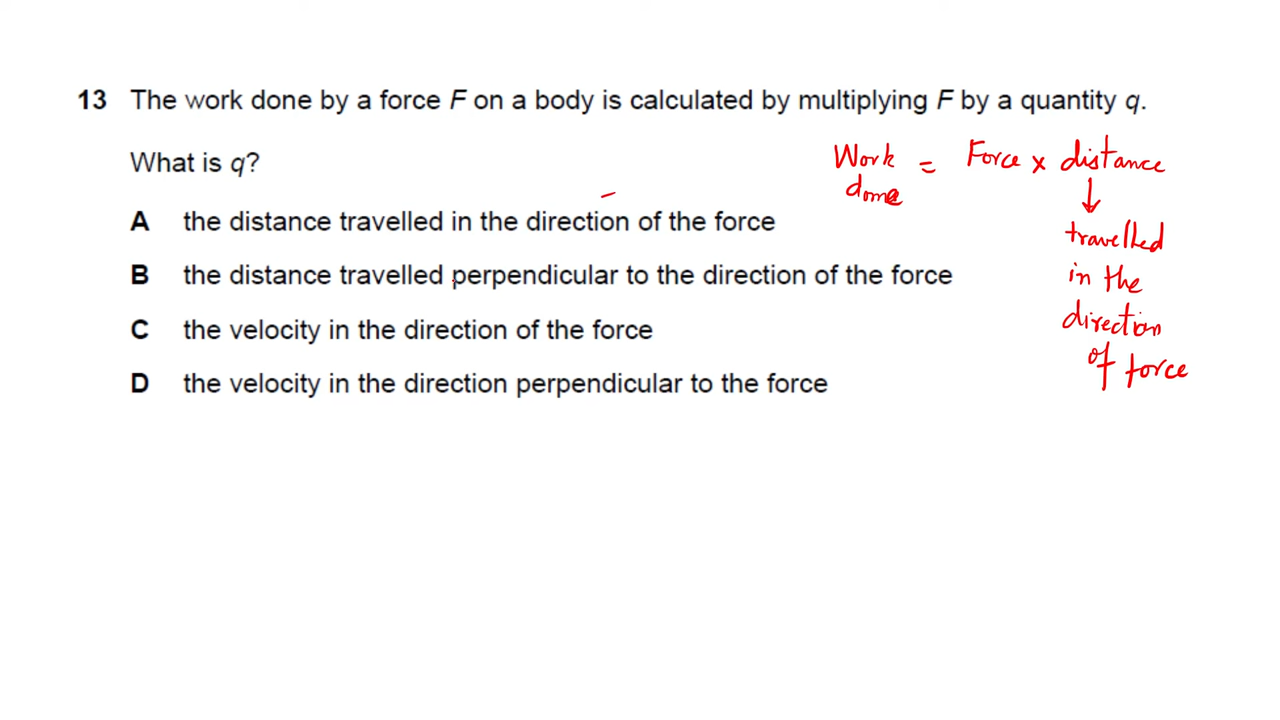 13 The work done by a force F on a body is calculated by multiplying F by a quantity q.
What is q?
A the distance travelled in the direction of the force
B the distance travelled perpendicular to the direction of the force
C the velocity in the direction of the force
D the velocity in the direction perpendicular to the force
Work = Force x distance
done
↓
travelled
in the
direction
of force